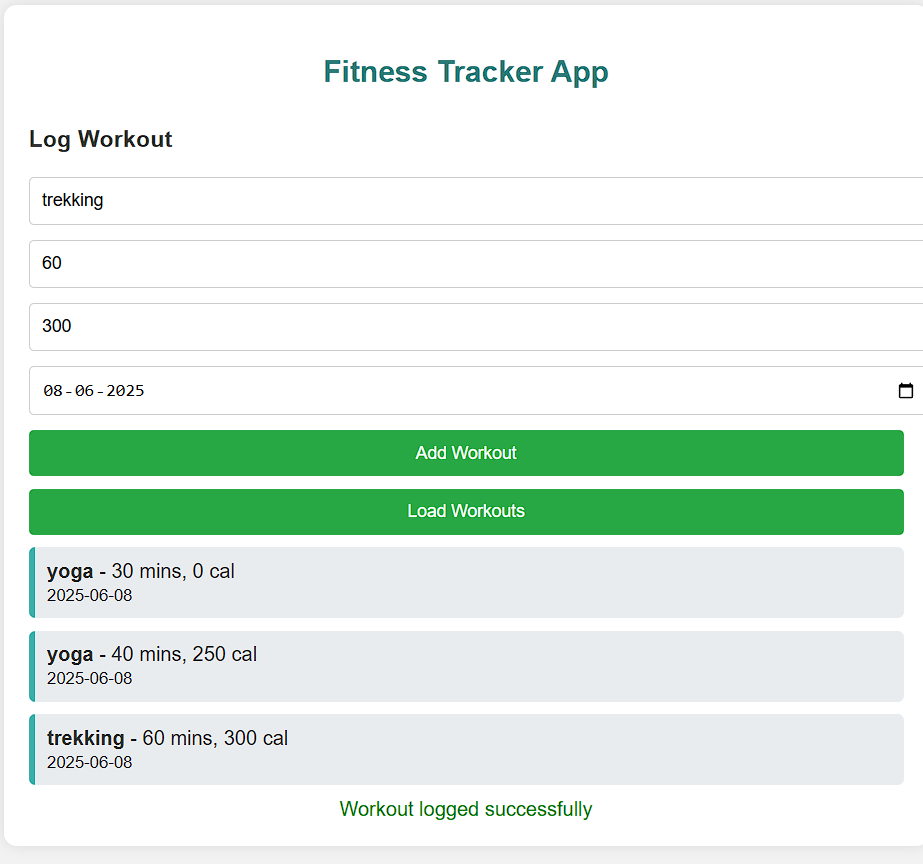 Fitness Tracker App
Log Workout
trekking
60
300
08-06-2025
Add Workout
Load Workouts
yoga - 30 mins, 0 cal
2025-06-08
yoga - 40 mins, 250 cal
2025-06-08
trekking - 60 mins, 300 cal
2025-06-08
Workout logged successfully